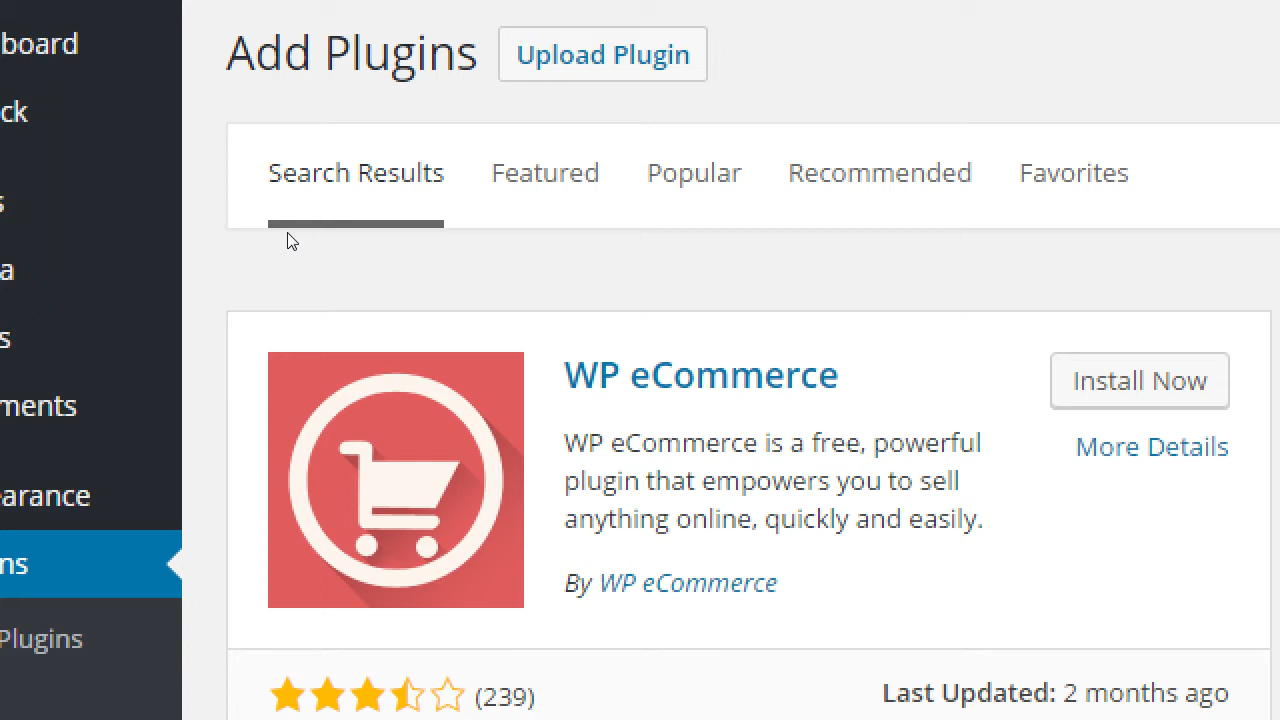 board
ck
s
a
s
ments
earance
ns
Plugins
Add Plugins
Upload Plugin
Search Results Featured Popular Recommended Favorites
WP eCommerce
Install Now
More Details
WP eCommerce is a free, powerful
plugin that empowers you to sell
anything online, quickly and easily.
By WP eCommerce
(239)
Last Updated: 2 months ago